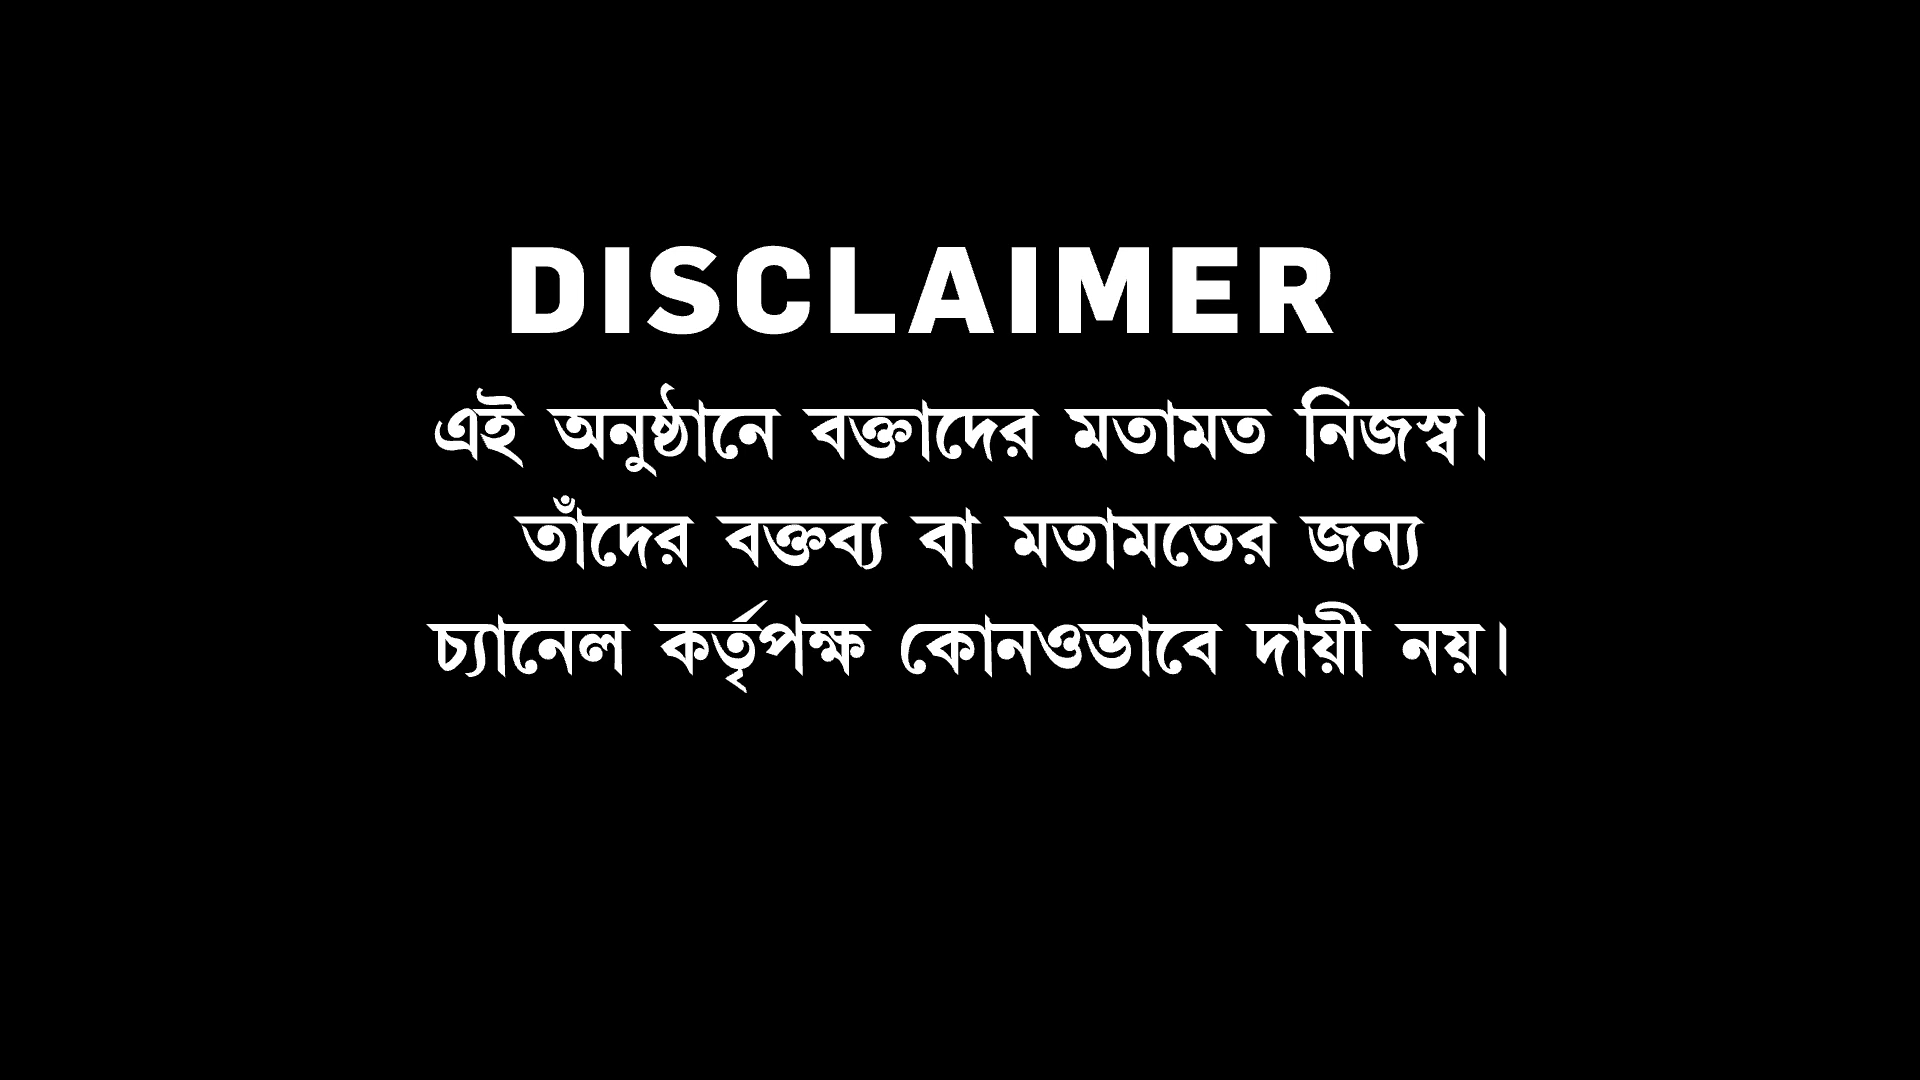 DISCLAIMER
এই অনুষ্ঠানে বক্তাদের মতামত নিজস্ব।
তাঁদের বক্তব্য বা মতামতের জন্য
চ্যানেল কর্তৃপক্ষ কোনওভাবে দায়ী নয়।